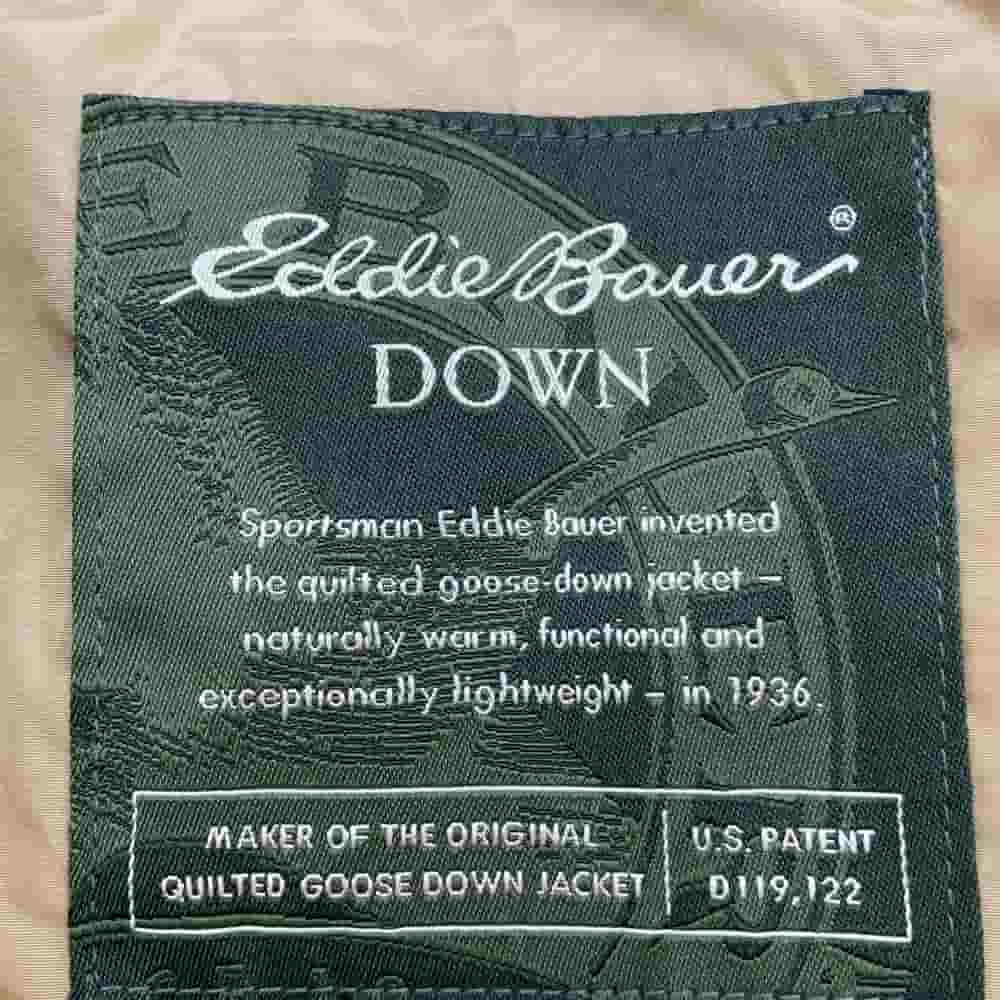 Eddie Bauer®
DOWN
Sportsman Eddie Bauer invented
the quilted goose-down jacket –
naturally warm, functional and
exceptionally lightweight – in 1936.
MAKER OF THE ORIGINAL
QUILTED GOOSE DOWN JACKET
U.S. PATENT
D119,122